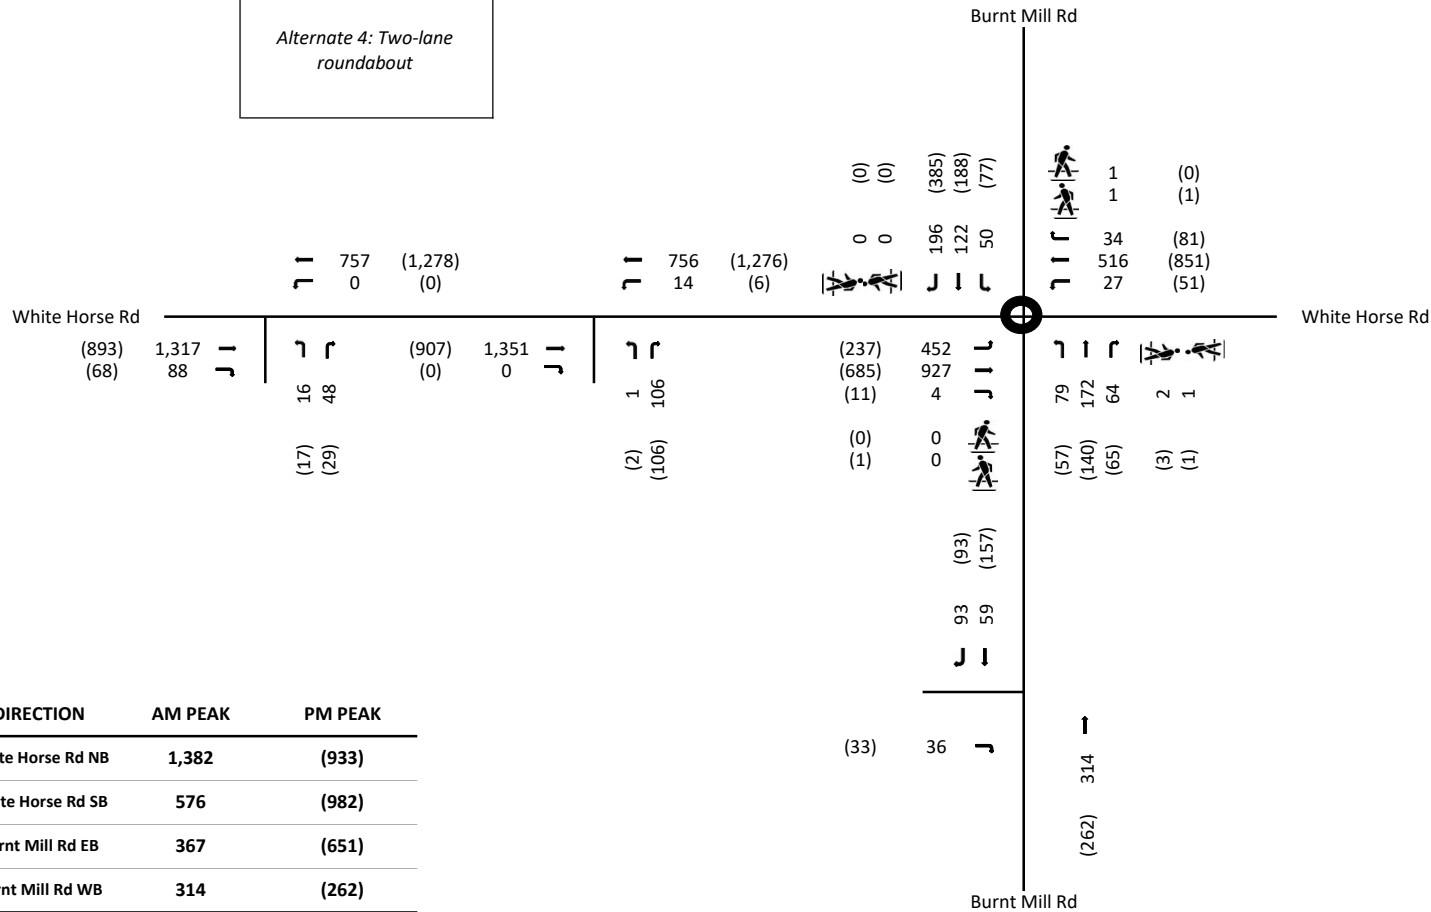 Burnt Mill Rd
Alternate 4: Two-lane
roundabout
(0) (0) (385) (188) (77)
0 0 196 122 50
1 (0)
1 (1)
34 (81)
516 (851)
27 (51)
757 (1,278)
0 (0)
756 (1,276)
14 (6)
White Horse Rd
White Horse Rd
(893) 1,317
(68) 88
16 48
(17) (29)
(907) 1,351
(0) 0
1 106
(2) (106)
(237) 452
(685) 927
(11) 4
(0) 0
(1) 0
79 172 64 2 1
(57) (140) (65) (3) (1)
(93) (157)
93 59
(33) 36
314
(262)
DIRECTION AM PEAK PM PEAK
te Horse Rd NB 1,382 (933)
te Horse Rd SB 576 (982)
rnt Mill Rd EB 367 (651)
nt Mill Rd WB 314 (262)
Burnt Mill Rd